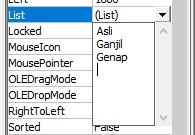 List (List)
Asli
Ganjil
Genap
Locked
MouseIcon
MousePointer
OLEDragMode
OLEDropMode
RightToLeft
Sorted False